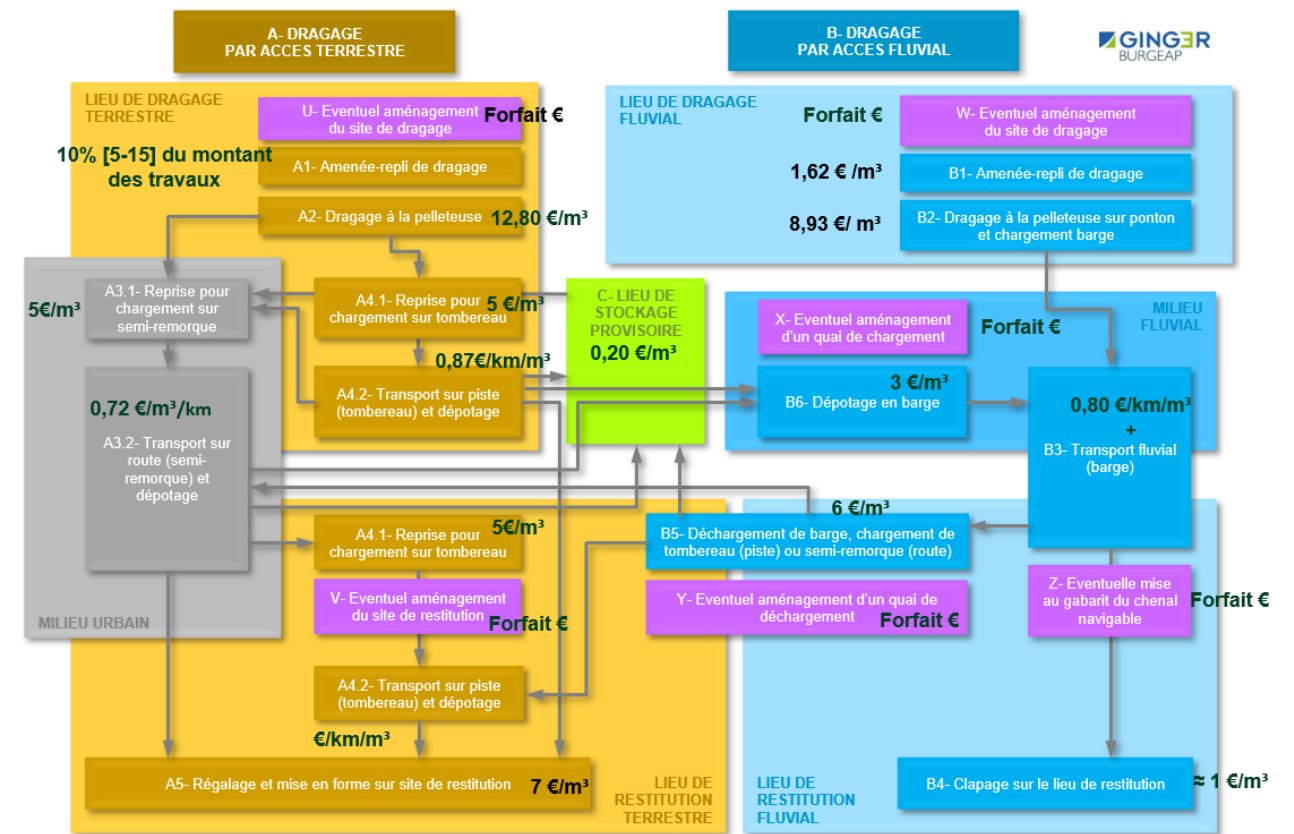 A- DRAGAGE
PAR ACCES TERRESTRE
B- DRAGAGE
PAR ACCES FLUVIAL
GINGER
BURGEAP
LIEU DE DRAGAGE
TERRESTRE
U- Eventuel aménagement
du site de dragage
Forfait €
10% [5-15] du montant
des travaux
A1- Amenée-repli de dragage
A2- Dragage à la pelleteuse
12,80 €/m³
LIEU DE DRAGAGE
FLUVIAL
Forfait €
W- Eventuel aménagement
du site de dragage
1,62 € /m³
B1- Amenée-repli de dragage
8,93 €/ m³
B2- Dragage à la pelleteuse sur ponton
et chargement barge
5€/m³
A3.1- Reprise pour
chargement sur
semi-remorque
A4.1- Reprise pour
chargement sur tombereau
5 €/m³
C- LIEU DE
STOCKAGE
PROVISOIRE
0,20 €/m³
X- Eventuel aménagement
d'un quai de chargement
Forfait €
MILIEU
FLUVIAL
0,87€/km/m³
A4.2- Transport sur piste
(tombereau) et dépotage
3 €/m³
B6- Dépotage en barge
0,80 €/km/m³
+
B3- Transport fluvial
(barge)
0,72 €/m³/km
A3.2- Transport sur
route (semi-
remorque) et
dépotage
MILIEU URBAIN
A4.1- Reprise pour
chargement sur tombereau
5€/m³
6 €/m³
B5- Déchargement de barge, chargement de
tombereau (piste) ou semi-remorque (route)
V- Eventuel aménagement
du site de restitution
Forfait €
Y- Eventuel aménagement d'un quai de
déchargement
Forfait €
Z- Eventuelle mise
au gabarit du chenal
navigable
Forfait €
A4.2- Transport sur piste
(tombereau) et dépotage
€/km/m³
A5- Régalage et mise en forme sur site de restitution
7 €/m³
LIEU DE
RESTITUTION
TERRESTRE
LIEU DE
RESTITUTION
FLUVIAL
B4- Clapage sur le lieu de restitution
≈ 1 €/m³